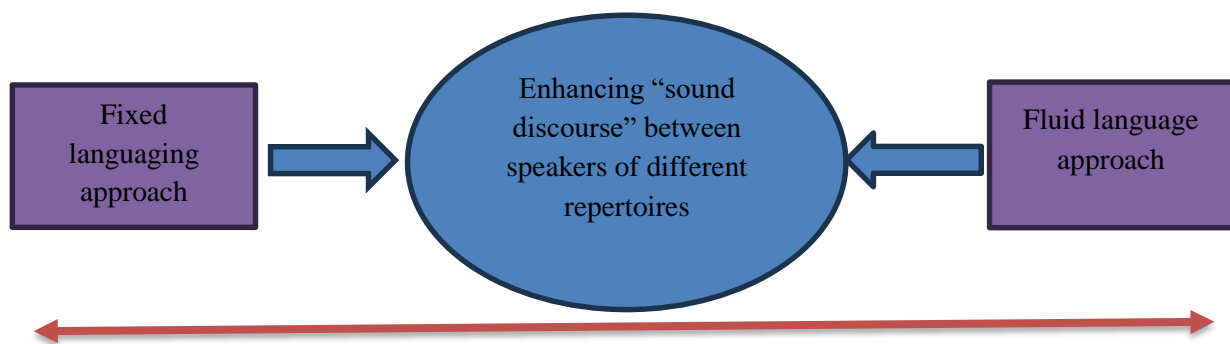 Fixed
languaging
approach
Enhancing “sound
discourse” between
speakers of different
repertoires
Fluid language
approach